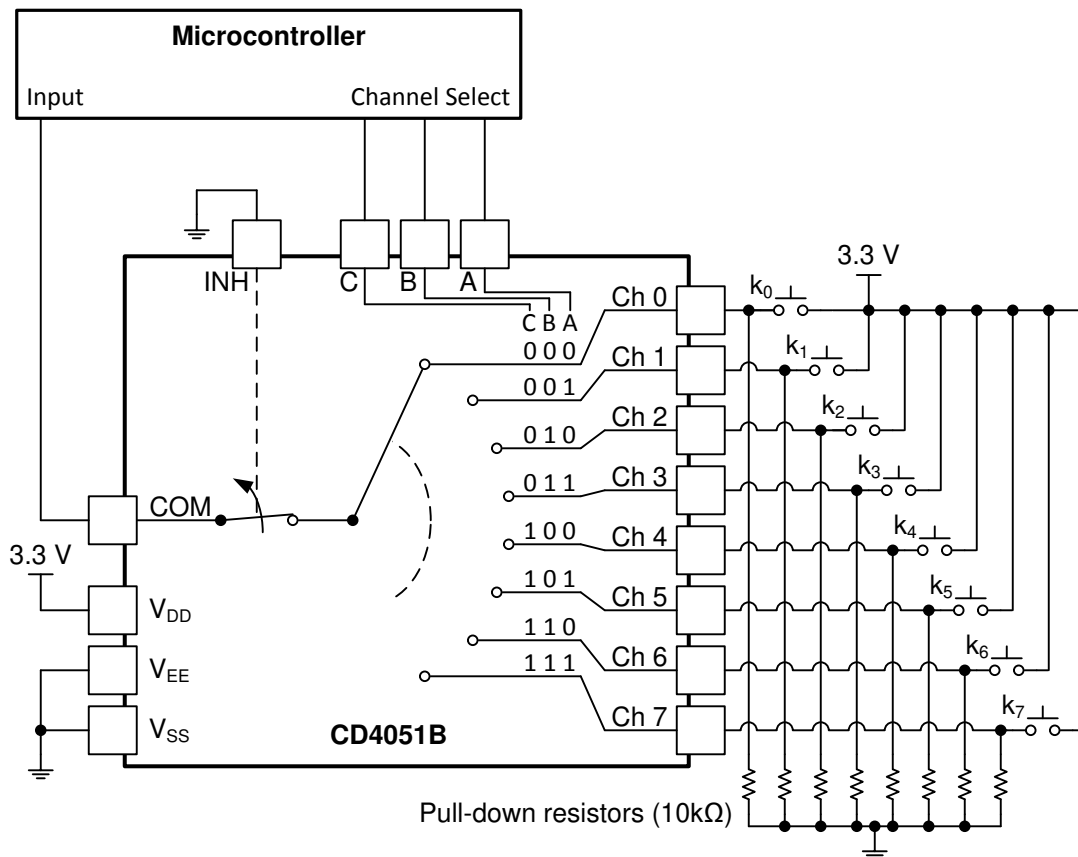 Microcontroller
Input
Channel Select
3.3 V
INH
C
B
A
Ch 0
k0
C B A
0 0 0
Ch 1
k1
0 0 1
Ch 2
k2
0 1 0
Ch 3
k3
0 1 1
COM
Ch 4
k4
1 0 0
3.3 V
Ch 5
k5
1 0 1
VDD
Ch 6
k6
1 1 0
VEE
1 1 1
Ch 7
k7
VSS
CD4051B
Pull-down resistors (10kΩ)